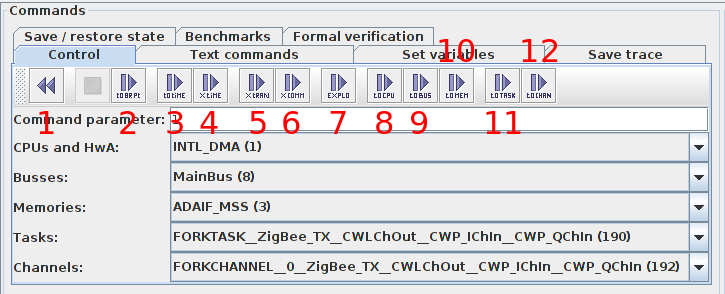 Commands
Save / restore state Benchmarks Formal verification
Control Text commands Set variables Save trace
10 12
toBRPT toTIME xTIME xTRAN xCOMM EXPLO toCPU toBUS toMEM toTASK toCHAN
Command parameter: 1
1 2 3 4 5 6 7 8 9 11
CPUs and HwA: INTL_DMA (1)
Busses: MainBus (8)
Memories: ADAIF_MSS (3)
Tasks: FORKTASK__ZigBee_TX__CWLChOut__CWP_IChIn__CWP_QChIn (190)
Channels: FORKCHANNEL__0__ZigBee_TX__CWLChOut__CWP_IChIn__CWP_QChIn (192)